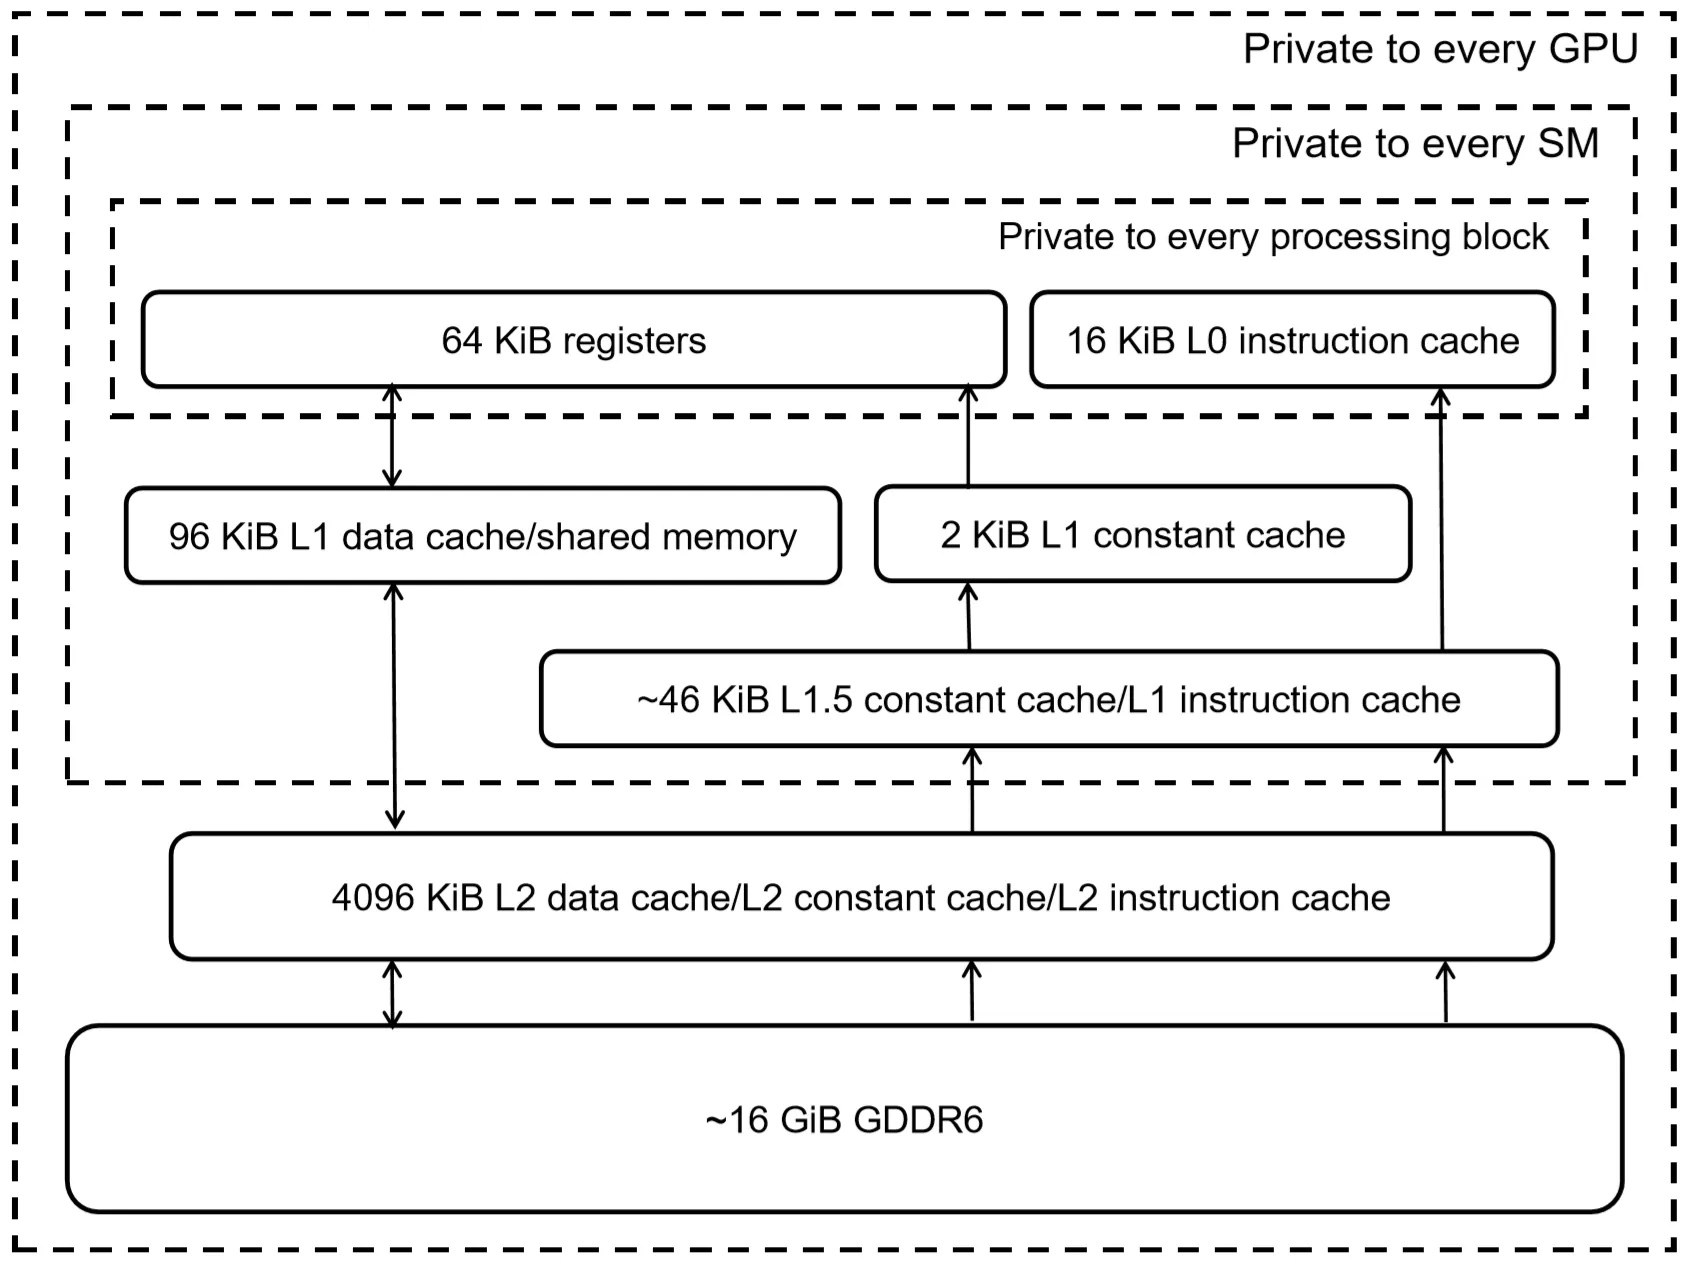 Private to every GPU
Private to every SM
Private to every processing block
64 KiB registers
16 KiB L0 instruction cache
96 KiB L1 data cache/shared memory
2 KiB L1 constant cache
~46 KiB L1.5 constant cache/L1 instruction cache
4096 KiB L2 data cache/L2 constant cache/L2 instruction cache
~16 GiB GDDR6